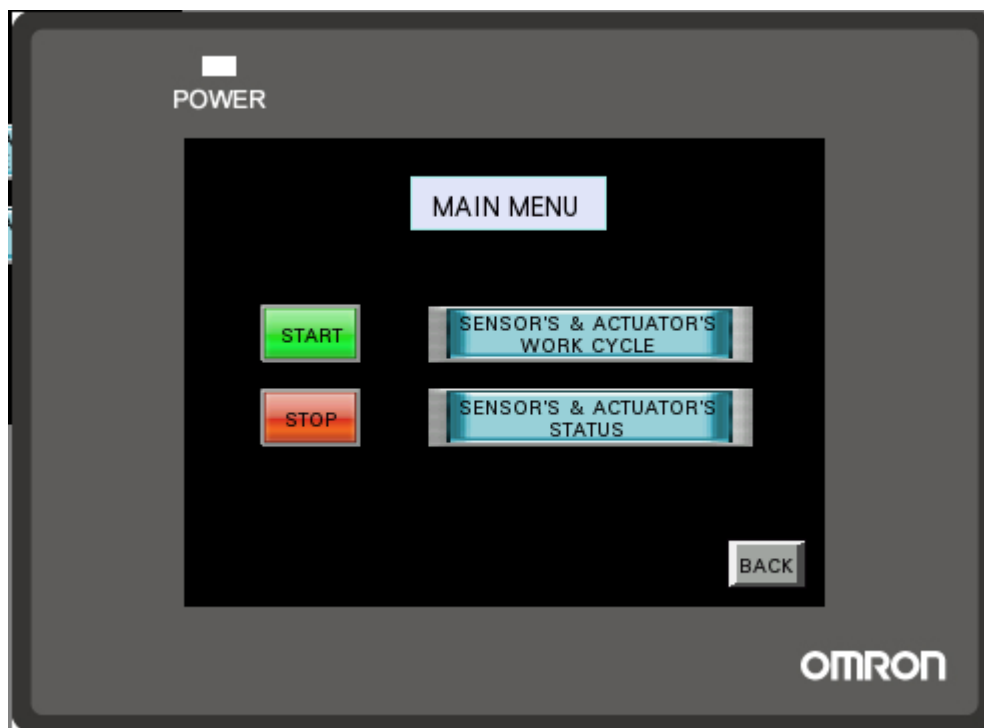 POWER
MAIN MENU
START
SENSOR'S & ACTUATOR'S
WORK CYCLE
STOP
SENSOR'S & ACTUATOR'S
STATUS
BACK
OMRON